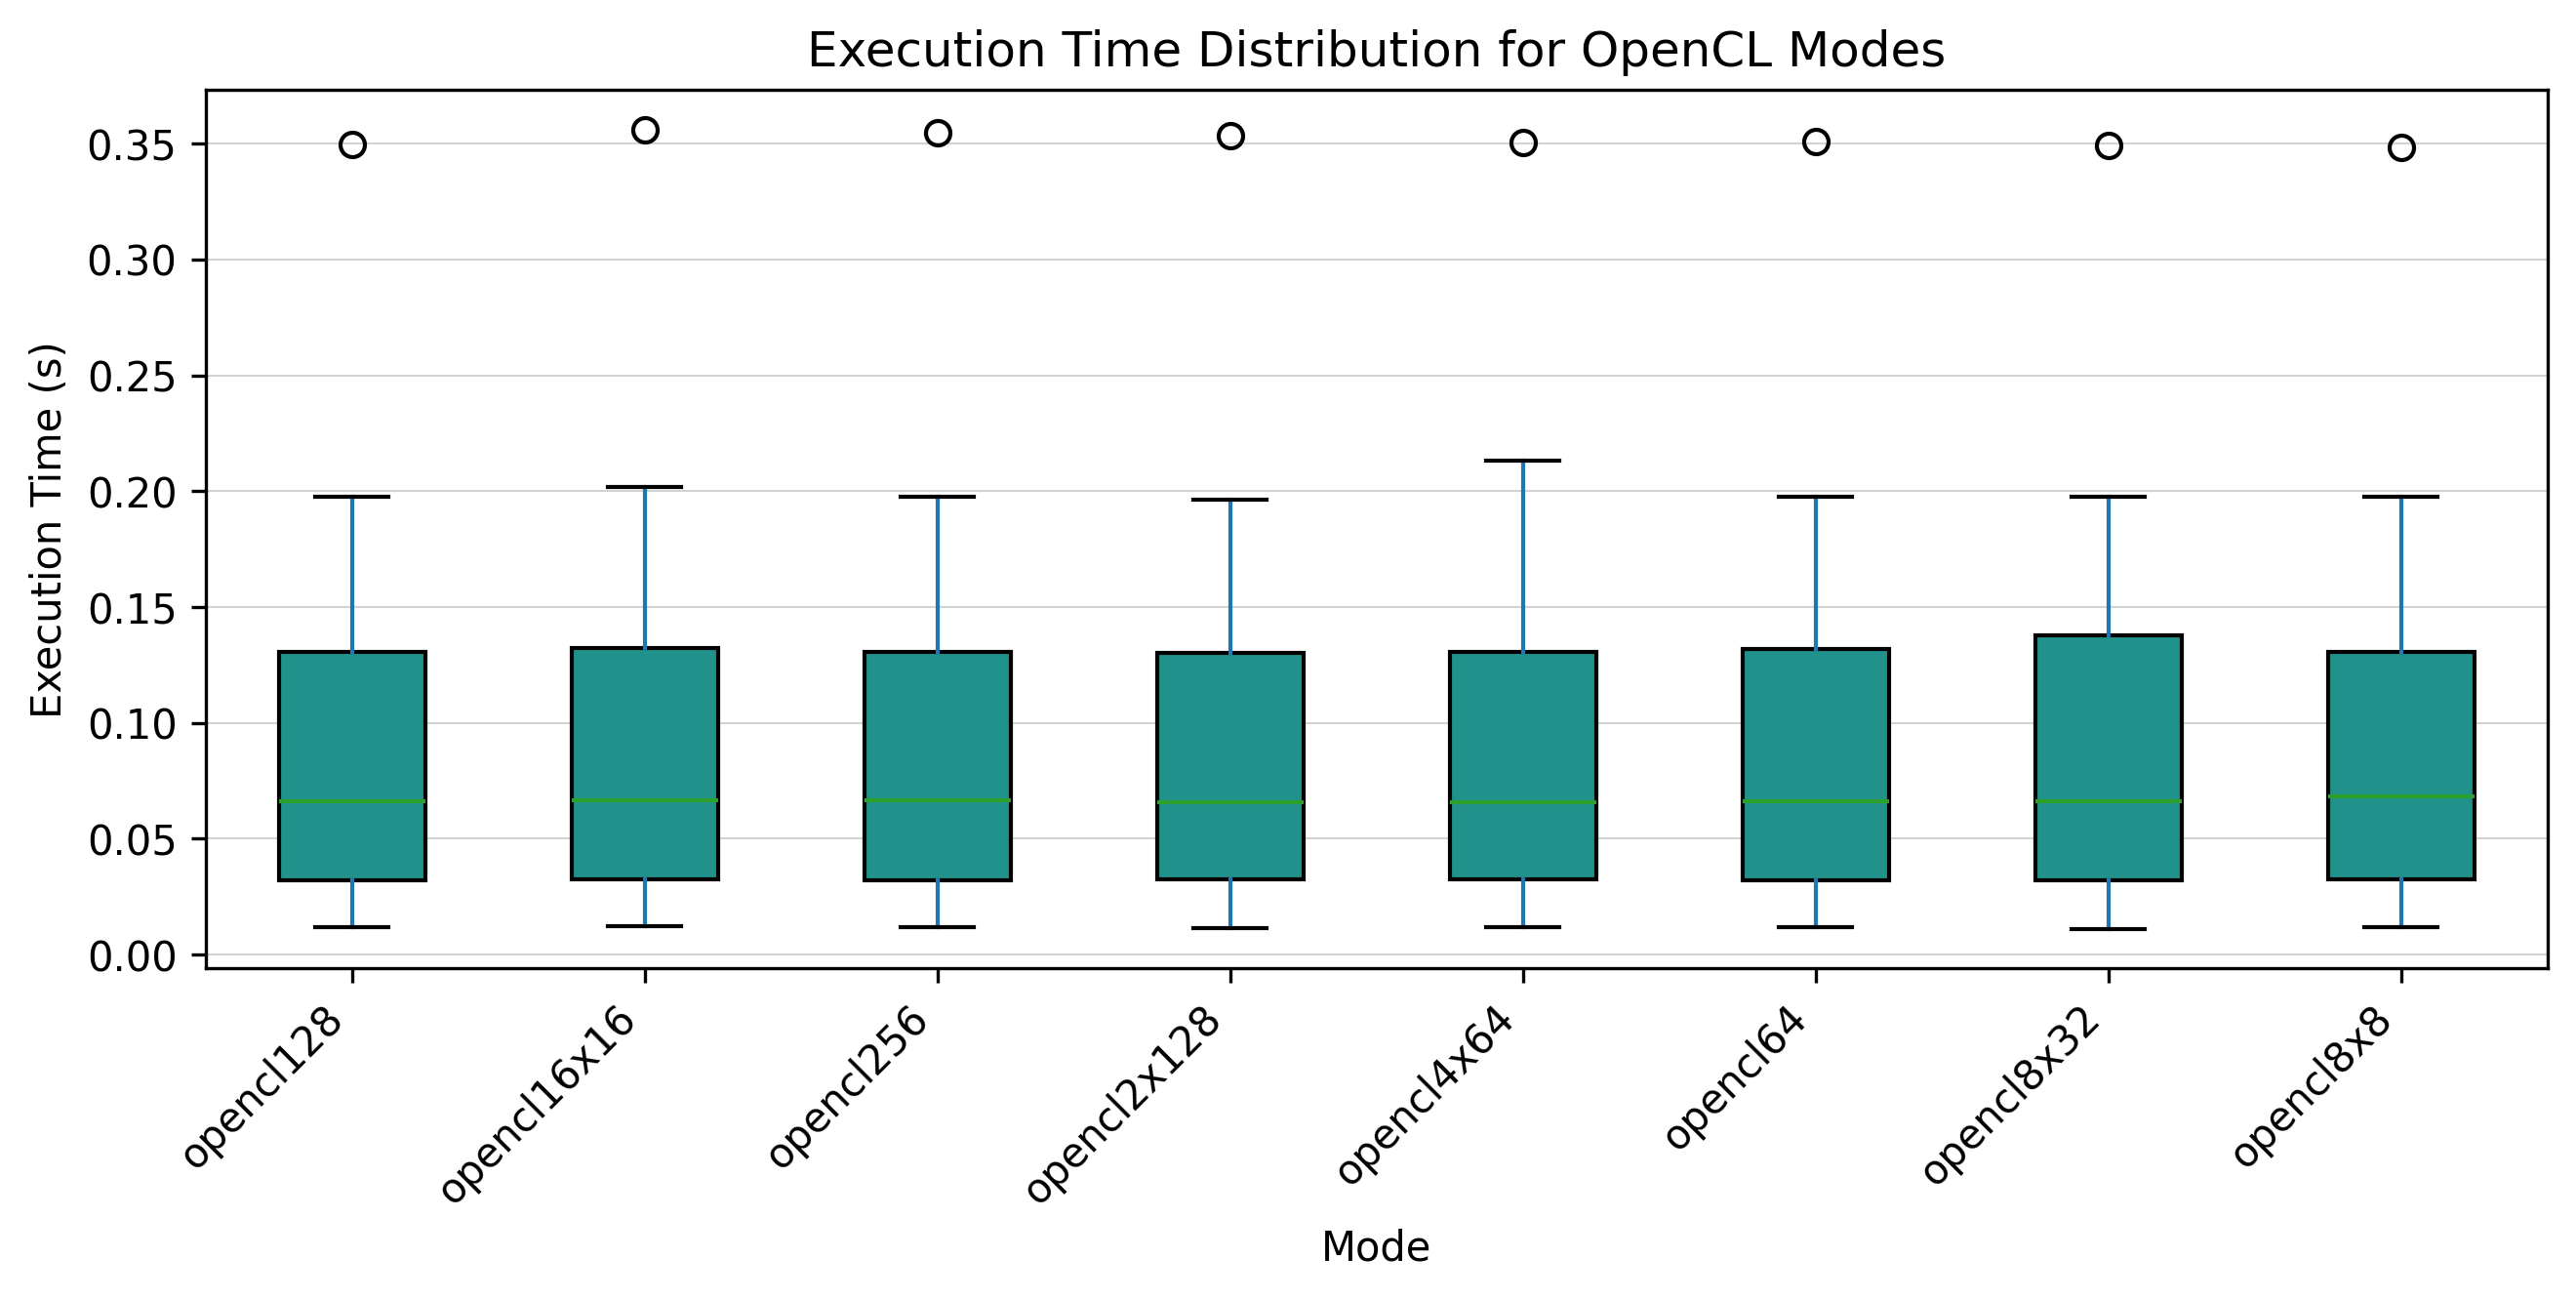 Execution Time Distribution for OpenCL Modes
Execution Time (s)
0.35
0.30
0.25
0.20
0.15
0.10
0.05
0.00
opencl128
opencl16x16
opencl256
opencl2x128
opencl4x64
opencl64
opencl8x32
opencl8x8
Mode